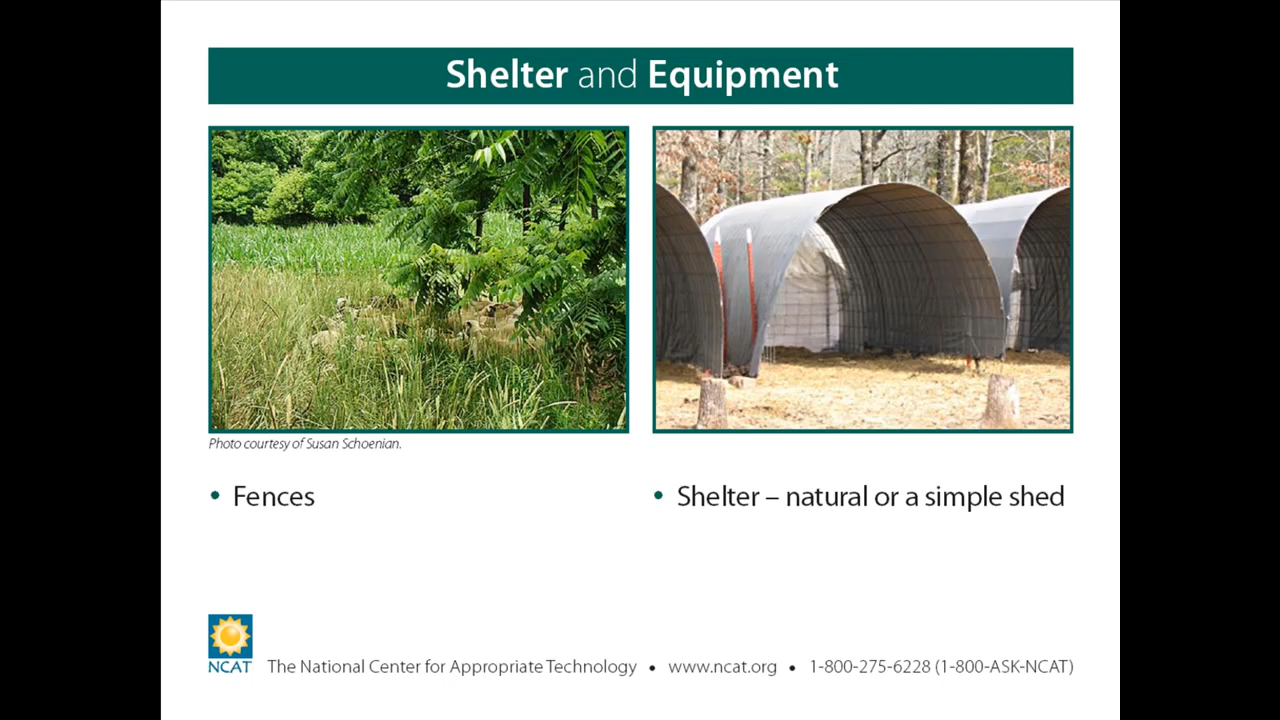 Shelter and Equipment
Photo courtesy of Susan Schoenian.
• Fences
• Shelter – natural or a simple shed
NCAT
The National Center for Appropriate Technology • www.ncat.org • 1-800-275-6228 (1-800-ASK-NCAT)